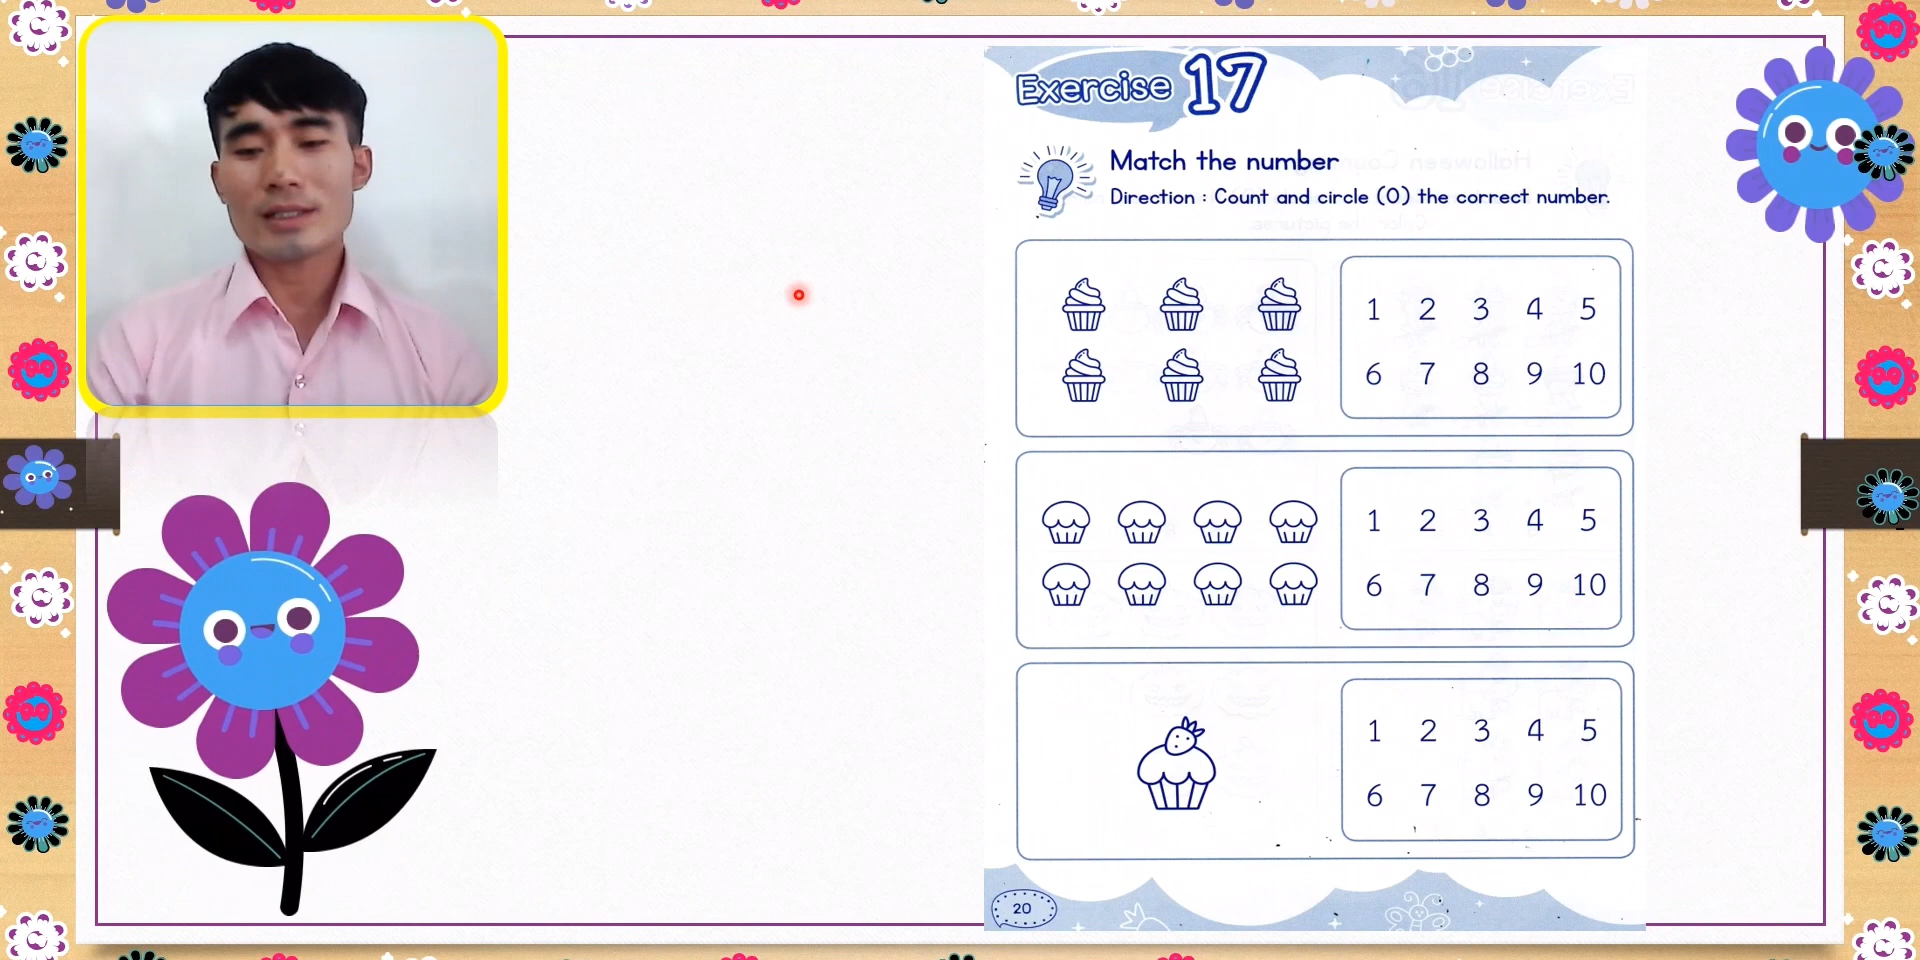 Exercise 17
Match the number
Direction : Count and circle (O) the correct number.
1 2 3 4 5
6 7 8 9 10
1 2 3 4 5
6 7 8 9 10
1 2 3 4 5
6 7 8 9 10
20